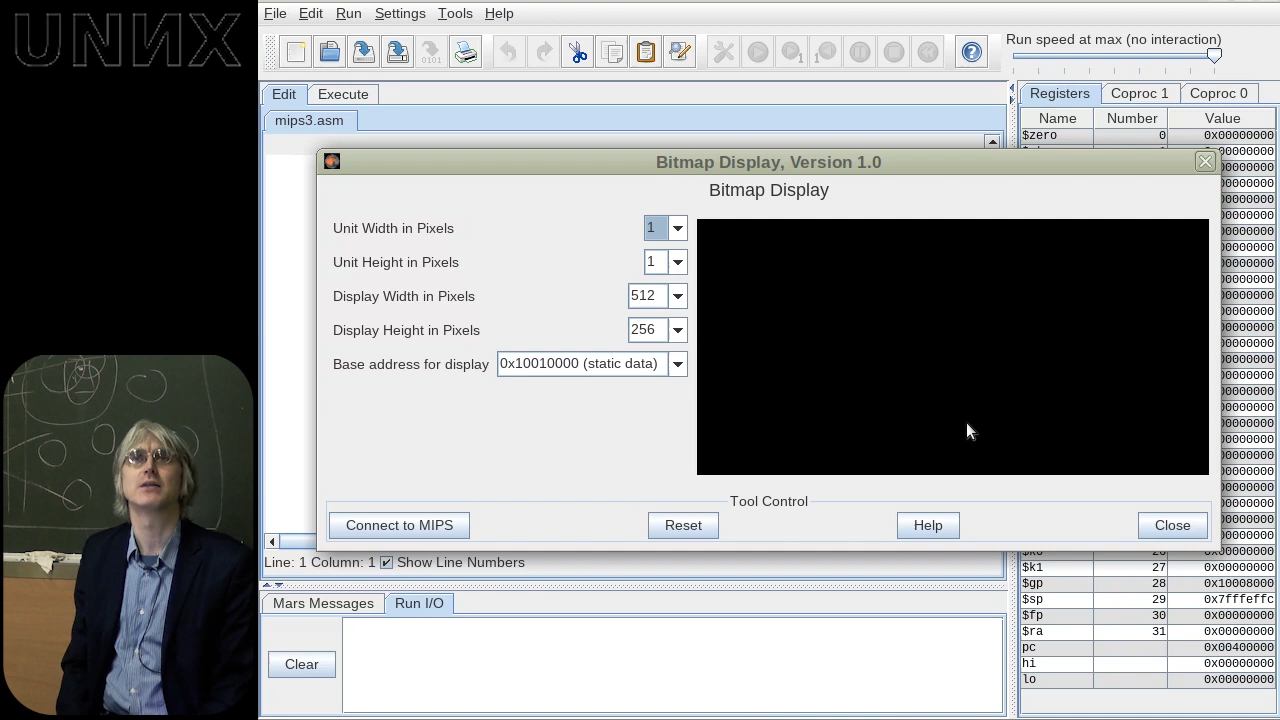 UNИX
File Edit Run Settings Tools Help
Run speed at max (no interaction)
Edit Execute
mips3.asm
Registers Coproc 1 Coproc 0
Name Number Value
$zero 0 0x00000000
Bitmap Display, Version 1.0
Bitmap Display
Unit Width in Pixels 1
Unit Height in Pixels 1
Display Width in Pixels 512
Display Height in Pixels 256
Base address for display 0x10010000 (static data)
Tool Control
Connect to MIPS Reset Help Close
Line: 1 Column: 1 Show Line Numbers
$k1 27 0x00000000
$gp 28 0x10008000
$sp 29 0x7fffeffc
$fp 30 0x00000000
$ra 31 0x00000000
pc 0x00400000
hi 0x00000000
lo 0x00000000
Mars Messages Run I/O
Clear